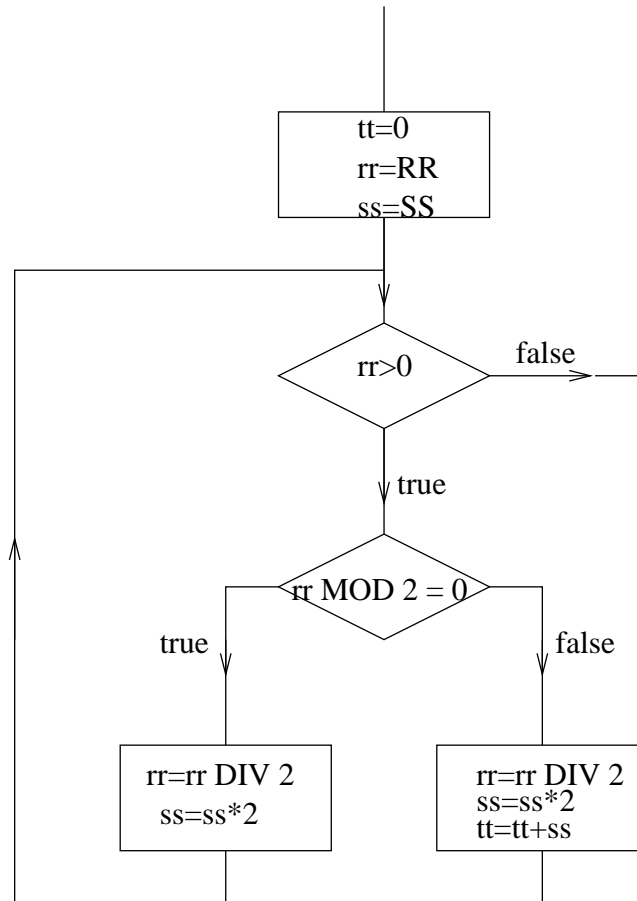 tt=0
rr=RR
ss=SS
rr>0
false
true
rr MOD 2 = 0
true
false
rr=rr DIV 2
ss=ss*2
rr=rr DIV 2
ss=ss*2
tt=tt+ss